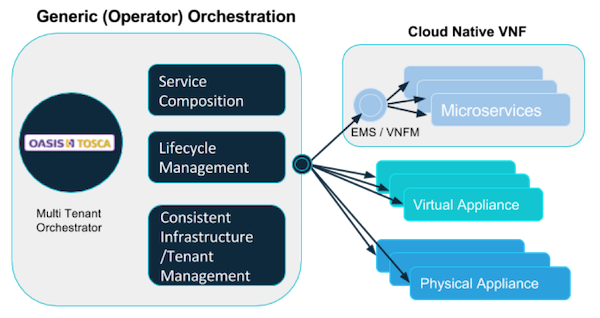 Generic (Operator) Orchestration
OASIS TOSCA
Multi Tenant
Orchestrator
Service
Composition
Lifecycle
Management
Consistent
Infrastructure
/Tenant
Management
Cloud Native VNF
EMS / VNFM
Microservices
Virtual Appliance
Physical Appliance